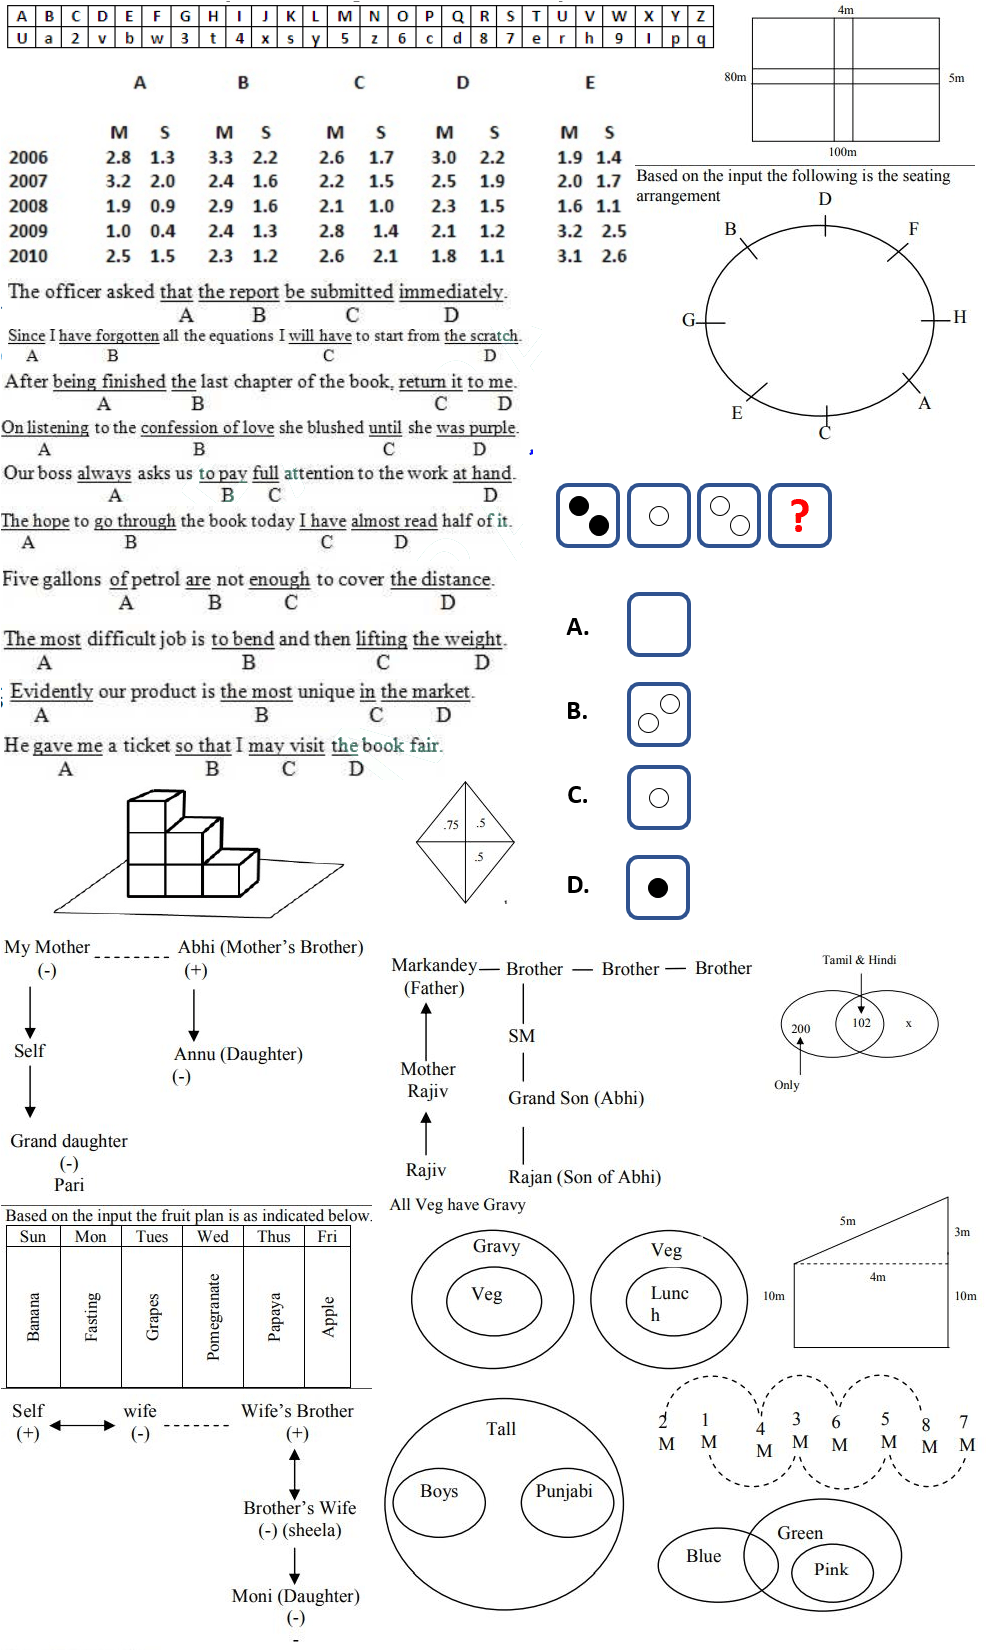 A B C D E F G H I J K L M N O P Q R S T U V W X Y Z
U a 2 v b w 3 t 4 x s y 5 z 6 c d 8 7 e r h 9 l p q
A B C D E
M S M S M S M S M S
2006 2.8 1.3 3.3 2.2 2.6 1.7 3.0 2.2 1.9 1.4
2007 3.2 2.0 2.4 1.6 2.2 1.5 2.5 1.9 2.0 1.7
2008 1.9 0.9 2.9 1.6 2.1 1.0 2.3 1.5 1.6 1.1
2009 1.0 0.4 2.4 1.3 2.8 1.4 2.1 1.2 3.2 2.5
2010 2.5 1.5 2.3 1.2 2.6 2.1 1.8 1.1 3.1 2.6
4m
80m
5m
100m
Based on the input the following is the seating
arrangement
D
B
F
G
H
E
A
C
The officer asked that the report be submitted immediately.
A B C D
Since I have forgotten all the equations I will have to start from the scratch.
A B C D
After being finished the last chapter of the book, return it to me.
A B C D
On listening to the confession of love she blushed until she was purple.
A B C D
Our boss always asks us to pay full attention to the work at hand.
A B C D
The hope to go through the book today I have almost read half of it.
A B C D
Five gallons of petrol are not enough to cover the distance.
A B C D
The most difficult job is to bend and then lifting the weight.
A B C D
Evidently our product is the most unique in the market.
A B C D
He gave me a ticket so that I may visit the book fair.
A B C D
?
A.
B.
C.
D.
.75 .5
.5
My Mother Abhi (Mother's Brother)
(-) (+)
Self Annu (Daughter)
(-)
Grand daughter
(-)
Pari
Markandey Brother Brother Brother
(Father)
SM
Mother
Rajiv
Grand Son (Abhi)
Rajiv Rajan (Son of Abhi)
Tamil & Hindi
200 102 x
Only
Based on the input the fruit plan is as indicated below.
Sun Mon Tues Wed Thus Fri
Banana Fasting Grapes Pomegranate Papaya Apple
All Veg have Gravy
Gravy
Veg
Veg
Lunc
h
5m
3m
4m
10m
10m
Self wife Wife's Brother
(+) (-) (+)
Brother's Wife
(-) (sheela)
Moni (Daughter)
(-)
-
Tall
Boys Punjabi
2 1 4 3 6 5 8 7
M M M M M M M M
Green
Blue
Pink